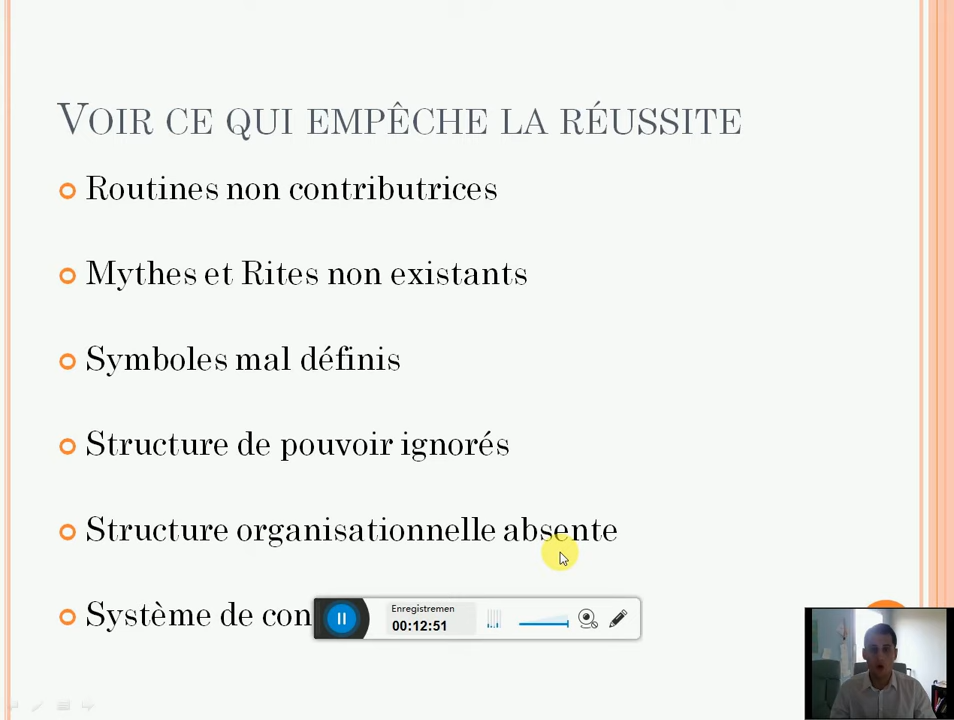 VOIR CE QUI EMPÊCHE LA RÉUSSITE
Routines non contributrices
Mythes et Rites non existants
Symboles mal définis
Structure de pouvoir ignorés
Structure organisationnelle absente
Système de con
Enregistremen
00:12:51